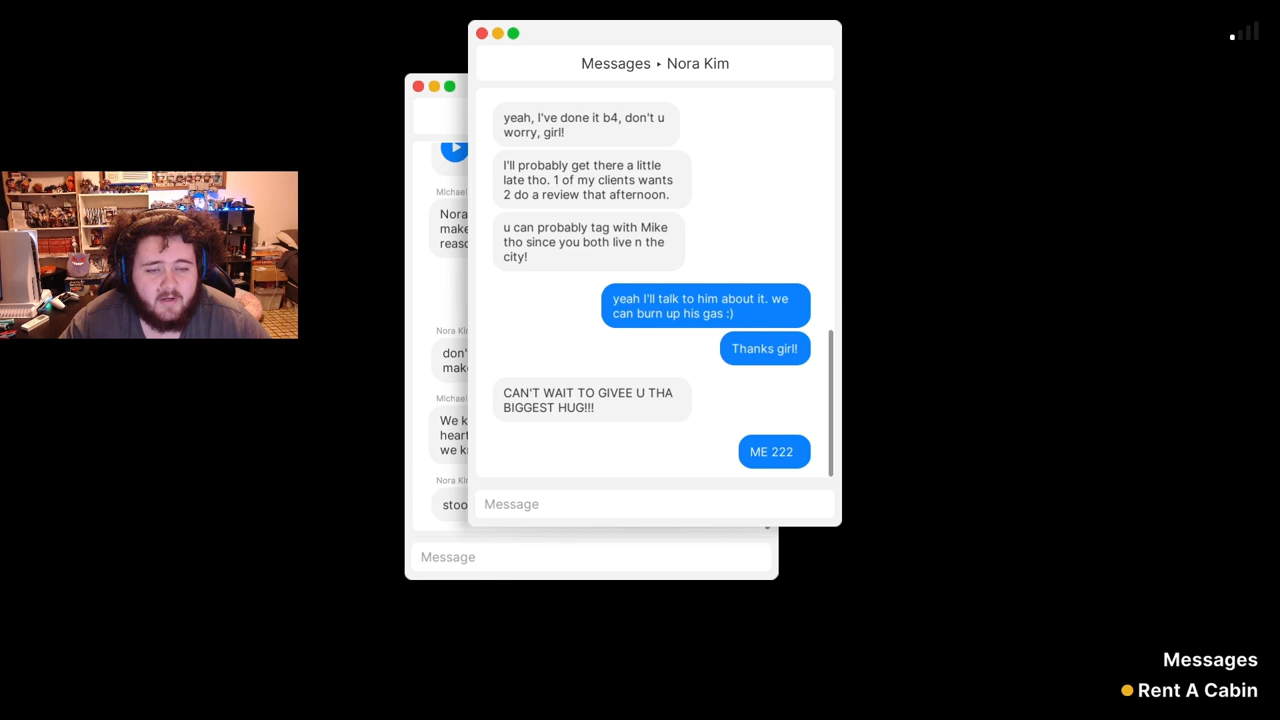 Messages ‣ Nora Kim
yeah, I've done it b4, don't u
worry, girl!
I'll probably get there a little
late tho. 1 of my clients wants
2 do a review that afternoon.
u can probably tag with Mike
tho since you both live n the
city!
yeah I'll talk to him about it. we
can burn up his gas :)
Thanks girl!
CAN'T WAIT TO GIVEE U THA
BIGGEST HUG!!!
ME 222
Message
Michael
Nora
make
reaso
Nora Ki
don'
mak
Michael
We k
heart
we k
Nora Ki
stoo
Message
Messages
Rent A Cabin